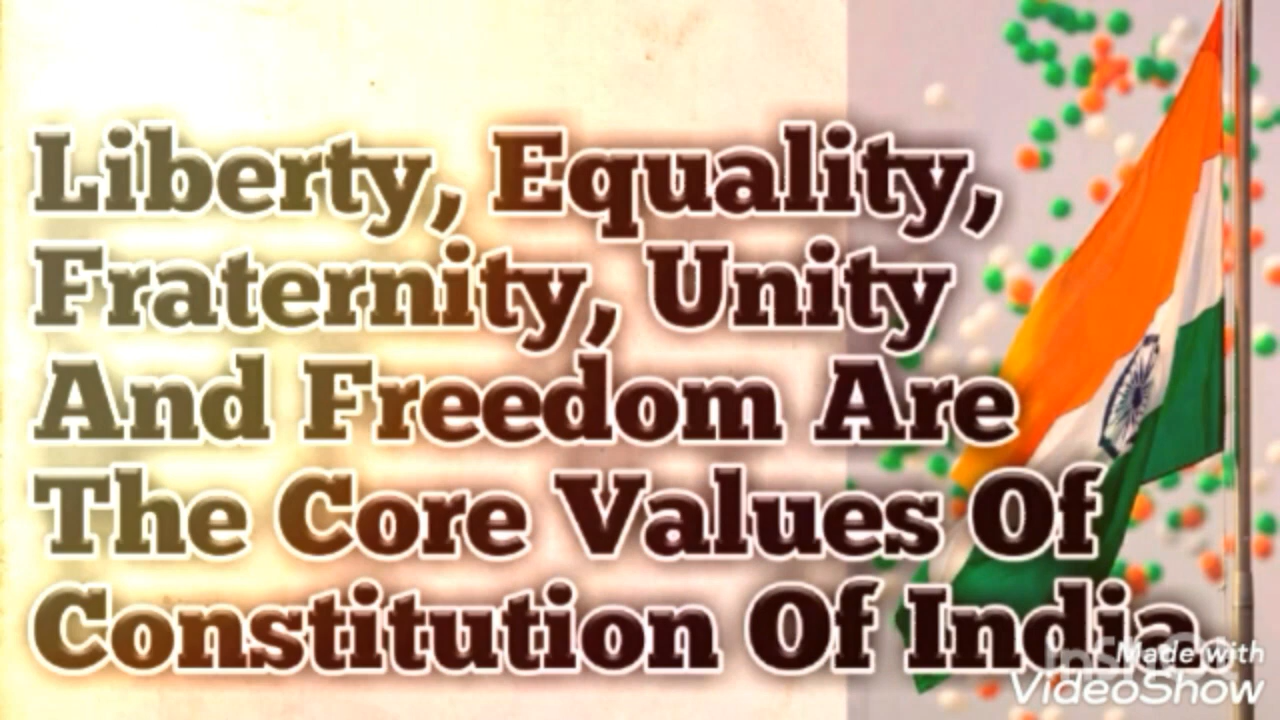 Liberty, Equality,
Fraternity, Unity
And Freedom Are
The Core Values Of
Constitution Of India
Made with
VideoShow